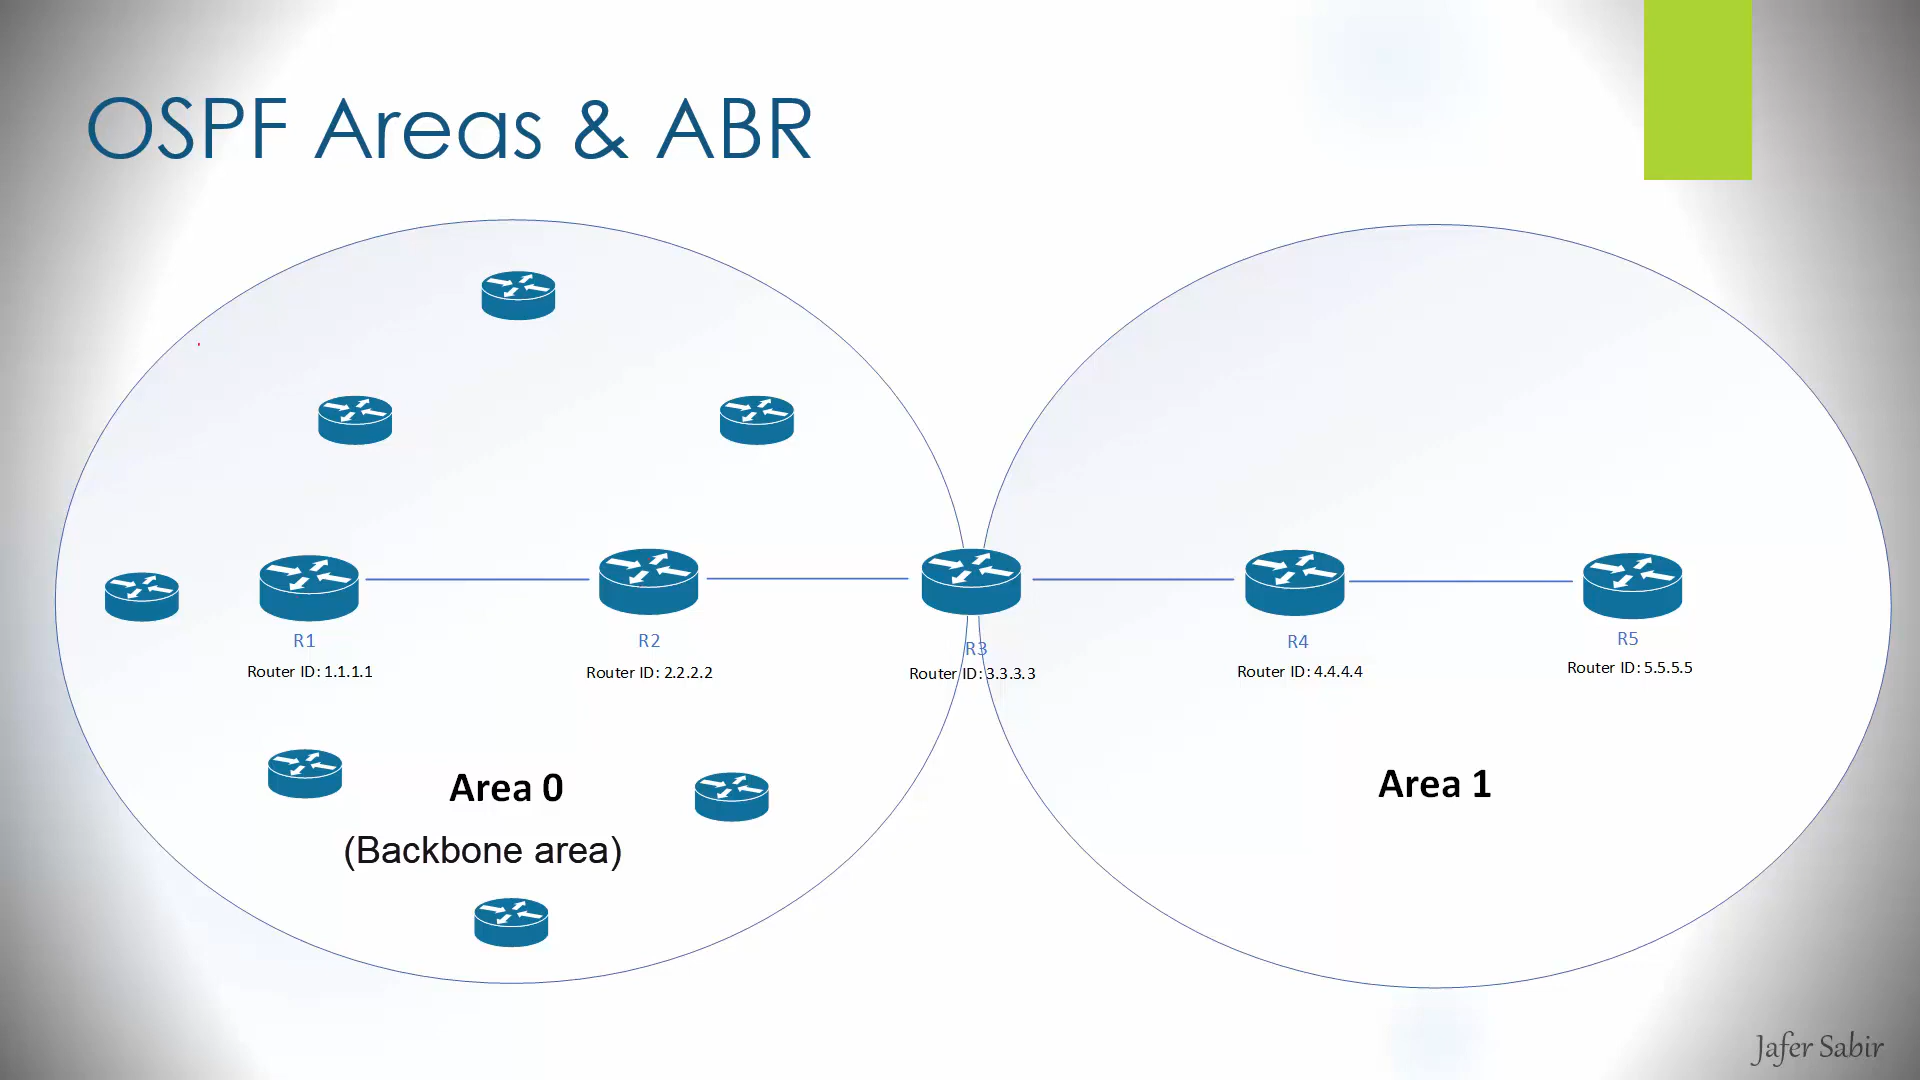 OSPF Areas & ABR
R1
Router ID: 1.1.1.1
R2
Router ID: 2.2.2.2
R3
Router ID: 3.3.3.3
R4
Router ID: 4.4.4.4
R5
Router ID: 5.5.5.5
Area 0
(Backbone area)
Area 1
Jafer Sabir